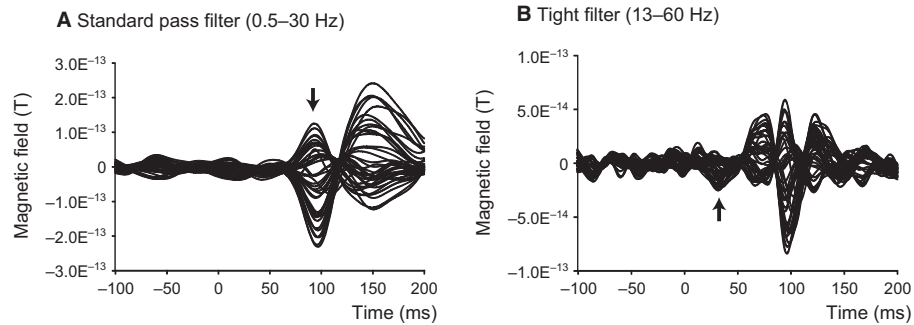 A Standard pass filter (0.5–30 Hz)
3.0E⁻¹³
2.0E⁻¹³
1.0E⁻¹³
0
−1.0E⁻¹³
−2.0E⁻¹³
−3.0E⁻¹³
Magnetic field (T)
−100 −50 0 50 100 150 200
Time (ms)
B Tight filter (13–60 Hz)
1.0E⁻¹³
5.0E⁻¹⁴
0
−5.0E⁻¹⁴
−1.0E⁻¹³
Magnetic field (T)
−100 −50 0 50 100 150 200
Time (ms)